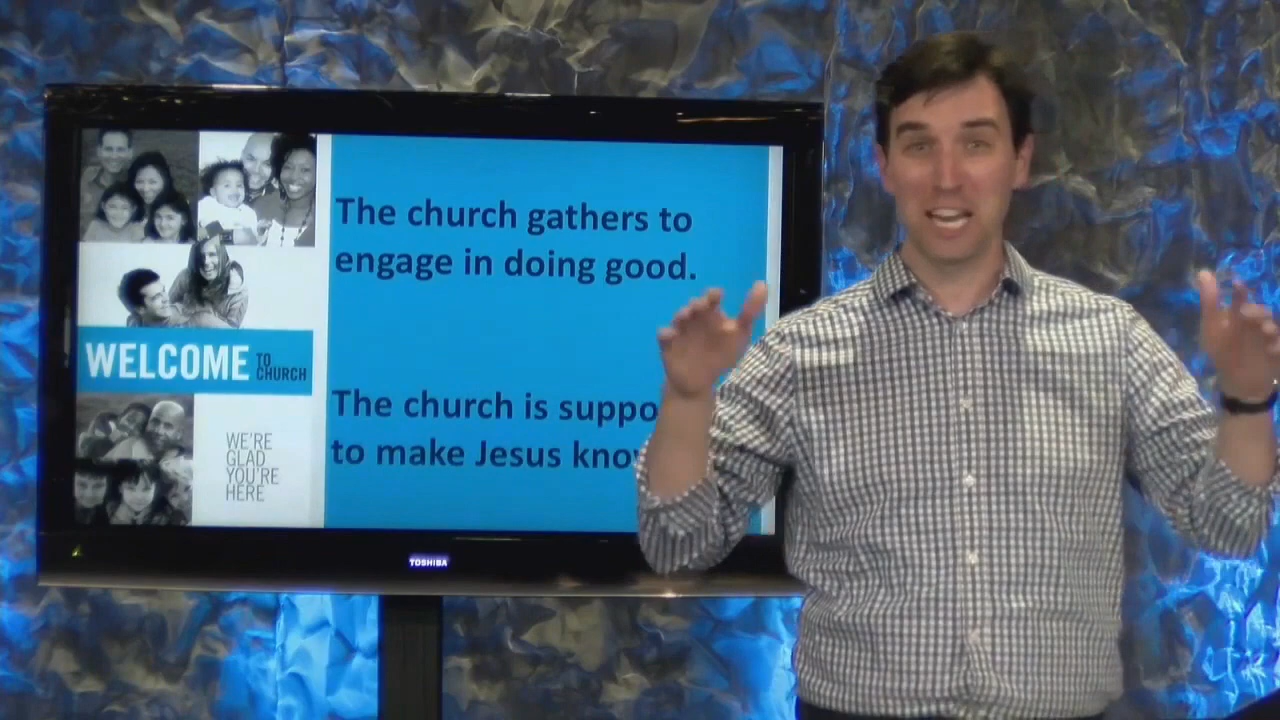 The church gathers to
engage in doing good.
The church is suppo
to make Jesus know
WELCOME TO CHURCH
WE'RE
GLAD
YOU'RE
HERE
TOSHIBA